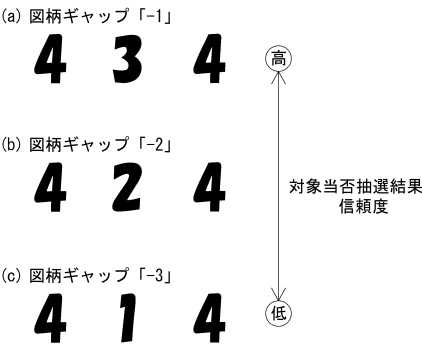 (a) 図柄ギャップ「-1」
4 3 4
高
(b) 図柄ギャップ「-2」
4 2 4
対象当否抽選結果
信頼度
(c) 図柄ギャップ「-3」
4 1 4
低